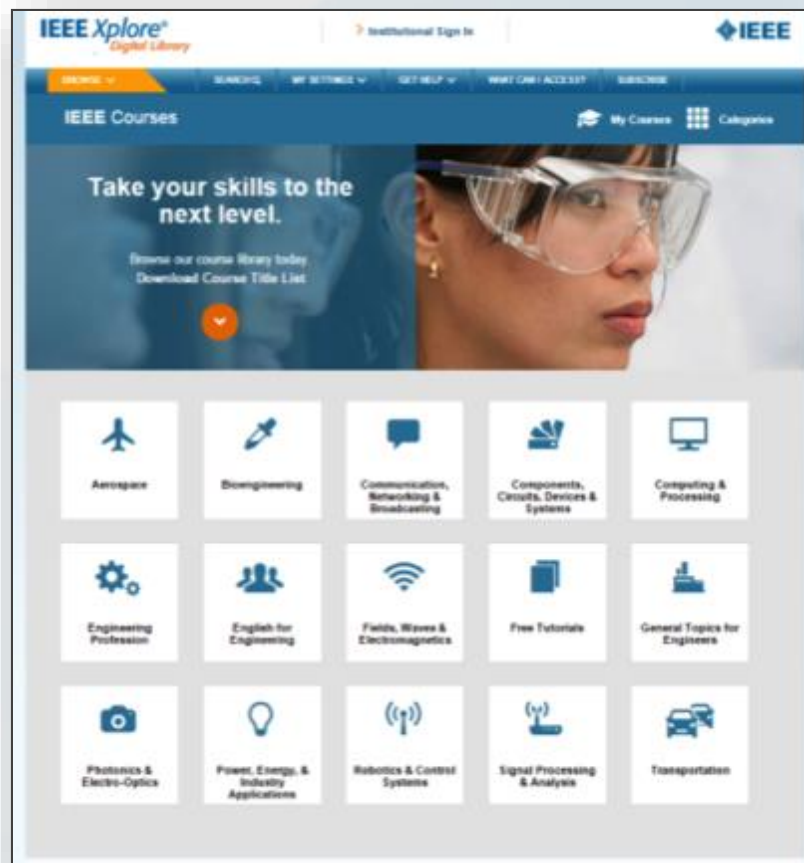 IEEE Xplore®
Digital Library
Institutional Sign In
IEEE
BROWSE
SEARCH
MY SETTINGS
GET HELP
WHAT CAN I ACCESS?
SUBSCRIBE
IEEE Courses
My Courses
Categories
Take your skills to the
next level.
Browse our course library today
Download Course Title List
Aerospace
Bioengineering
Communication,
Networking &
Broadcasting
Components,
Circuits, Devices &
Systems
Computing &
Processing
Engineering
Profession
English for
Engineering
Fields, Waves &
Electromagnetics
Free Tutorials
General Topics for
Engineers
Photonics &
Electro-Optics
Power, Energy, &
Industry
Applications
Robotics & Control
Systems
Signal Processing
& Analysis
Transportation